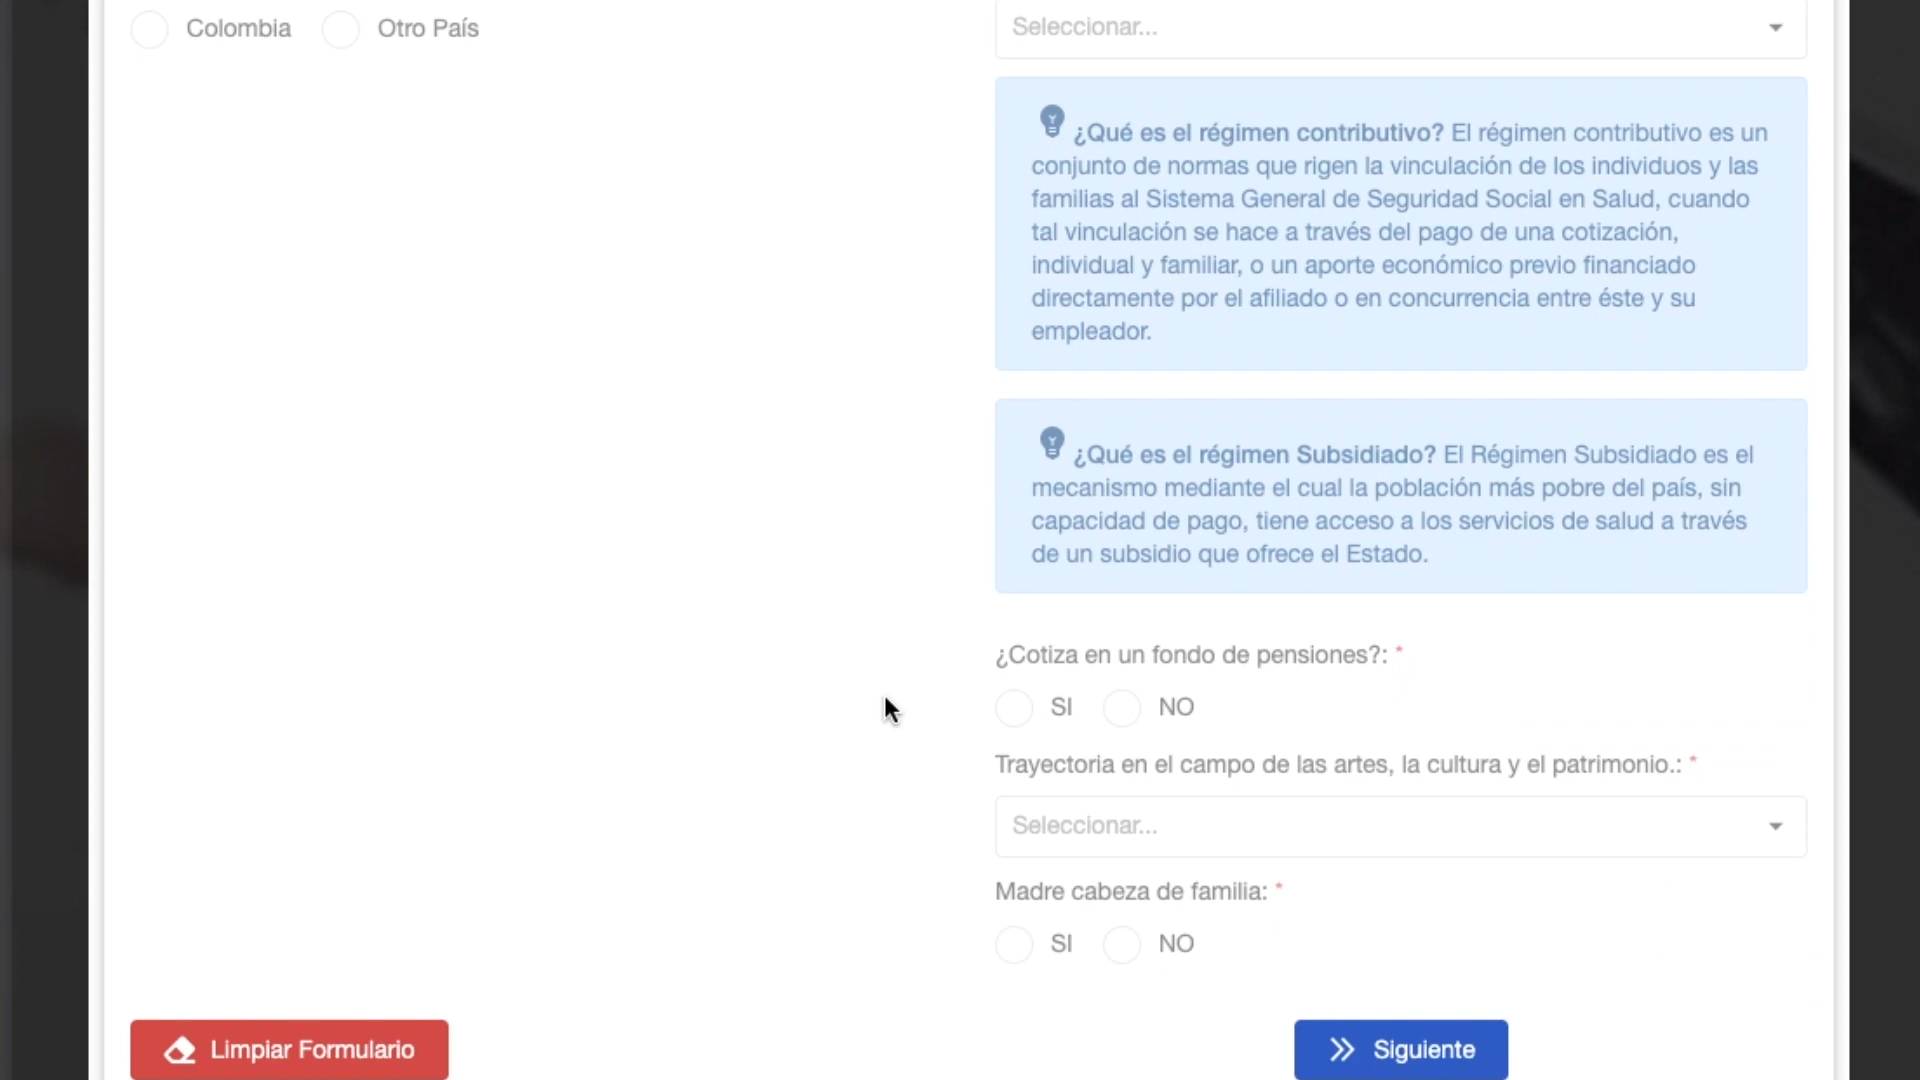 Colombia Otro País
Seleccionar...
¿Qué es el régimen contributivo? El régimen contributivo es un
conjunto de normas que rigen la vinculación de los individuos y las
familias al Sistema General de Seguridad Social en Salud, cuando
tal vinculación se hace a través del pago de una cotización,
individual y familiar, o un aporte económico previo financiado
directamente por el afiliado o en concurrencia entre éste y su
empleador.
¿Qué es el régimen Subsidiado? El Régimen Subsidiado es el
mecanismo mediante el cual la población más pobre del país, sin
capacidad de pago, tiene acceso a los servicios de salud a través
de un subsidio que ofrece el Estado.
¿Cotiza en un fondo de pensiones?: *
SI NO
Trayectoria en el campo de las artes, la cultura y el patrimonio.: *
Seleccionar...
Madre cabeza de familia: *
SI NO
Limpiar Formulario
Siguiente